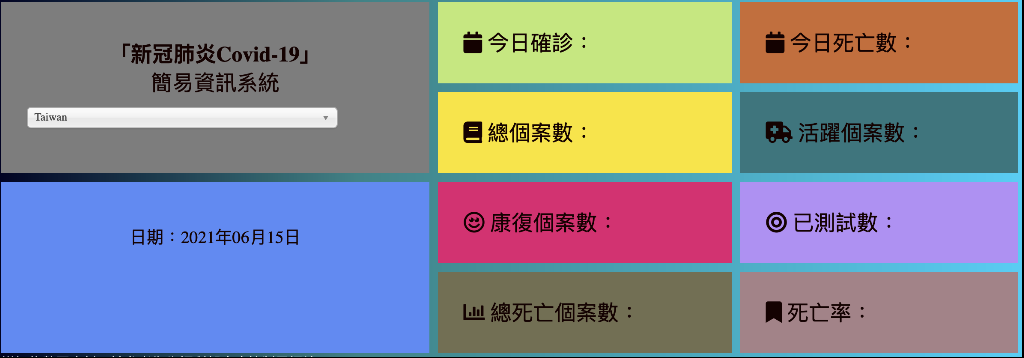 「新冠肺炎Covid-19」
簡易資訊系統
Taiwan
日期：2021年06月15日
今日確診：
今日死亡數：
總個案數：
活躍個案數：
康復個案數：
已測試數：
總死亡個案數：
死亡率：